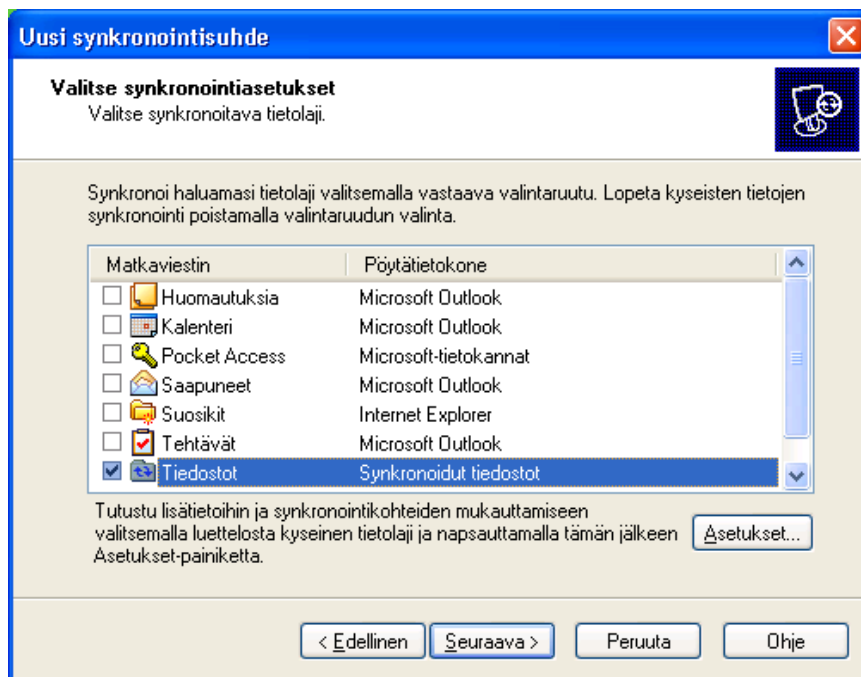 Uusi synkronointisuhde
Valitse synkronointiasetukset
Valitse synkronoitava tietolaji.
Synkronoi haluamasi tietolaji valitsemalla vastaava valintaruutu. Lopeta kyseisten tietojen
synkronointi poistamalla valintaruudun valinta.
Matkaviestin Pöytätietokone
Huomautuksia Microsoft Outlook
Kalenteri Microsoft Outlook
Pocket Access Microsoft-tietokannat
Saapuneet Microsoft Outlook
Suosikit Internet Explorer
Tehtävät Microsoft Outlook
Tiedostot Synkronoidut tiedostot
Tutustu lisätietoihin ja synkronointikohteiden mukauttamiseen
valitsemalla luettelosta kyseinen tietolaji ja napsauttamalla tämän jälkeen
Asetukset-painiketta.
Asetukset...
< Edellinen Seuraava > Peruuta Ohje